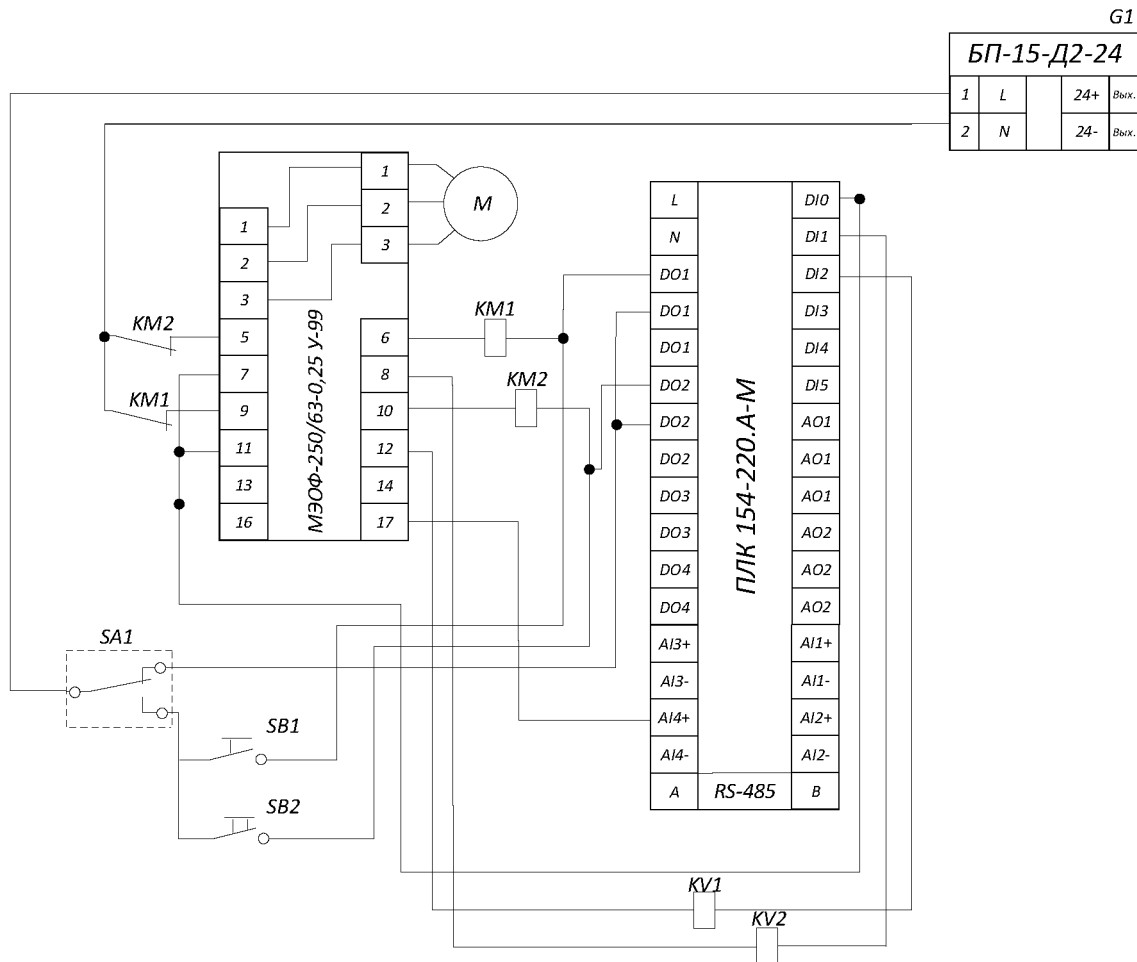 G1
БП-15-Д2-24
1 L 24+ Вых.
2 N 24- Вых.
1
2
3
M
1
2
3
5
7
9
11
13
16
МЭОФ-250/63-0,25 У-99
6
8
10
12
14
17
KM2
KM1
KM1
KM2
L
N
DO1
DO1
DO1
DO2
DO2
DO2
DO3
DO3
DO4
DO4
AI3+
AI3-
AI4+
AI4-
ПЛК 154-220.А-М
DI0
DI1
DI2
DI3
DI4
DI5
AO1
AO1
AO1
AO2
AO2
AO2
AI1+
AI1-
AI2+
AI2-
A RS-485 B
SA1
SB1
SB2
KV1
KV2